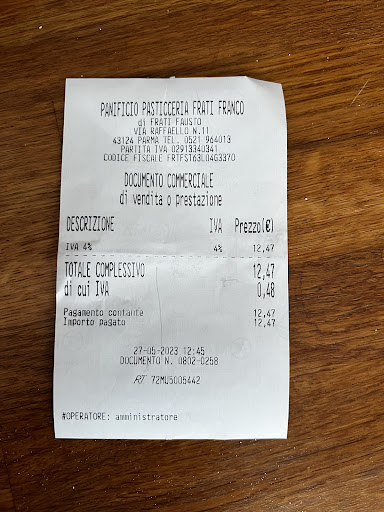 PANIFICIO PASTICCERIA FRATI FRANCO
di FRATI FAUSTO
VIA RAFFAELLO N.11
43124 PARMA TEL. 0521 964013
PARTITA IVA 02913340341
CODICE FISCALE FRTFST63L04G337O
DOCUMENTO COMMERCIALE
di vendita o prestazione
DESCRIZIONE IVA Prezzo(€)
IVA 4% 4% 12,47
TOTALE COMPLESSIVO 12,47
di cui IVA 0,48
Pagamento contante 12,47
Importo pagato 12,47
27-05-2023 12:45
DOCUMENTO N. 0802-0258
RT 72MU5005442
#OPERATORE: amministratore